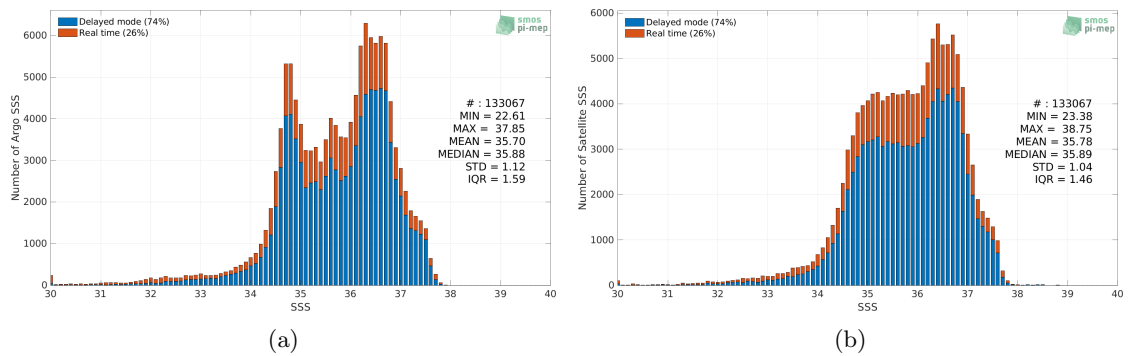 Delayed mode (74%)
Real time (26%)
smos
pi-mep
6000
5000
4000
3000
2000
1000
0
Number of Argo SSS
# : 133067
MIN = 22.61
MAX = 37.85
MEAN = 35.70
MEDIAN = 35.88
STD = 1.12
IQR = 1.59
30 31 32 33 34 35 36 37 38 39 40
SSS
(a)
Delayed mode (74%)
Real time (26%)
smos
pi-mep
6000
5000
4000
3000
2000
1000
0
Number of Satellite SSS
# : 133067
MIN = 23.38
MAX = 38.75
MEAN = 35.78
MEDIAN = 35.89
STD = 1.04
IQR = 1.46
30 31 32 33 34 35 36 37 38 39 40
SSS
(b)